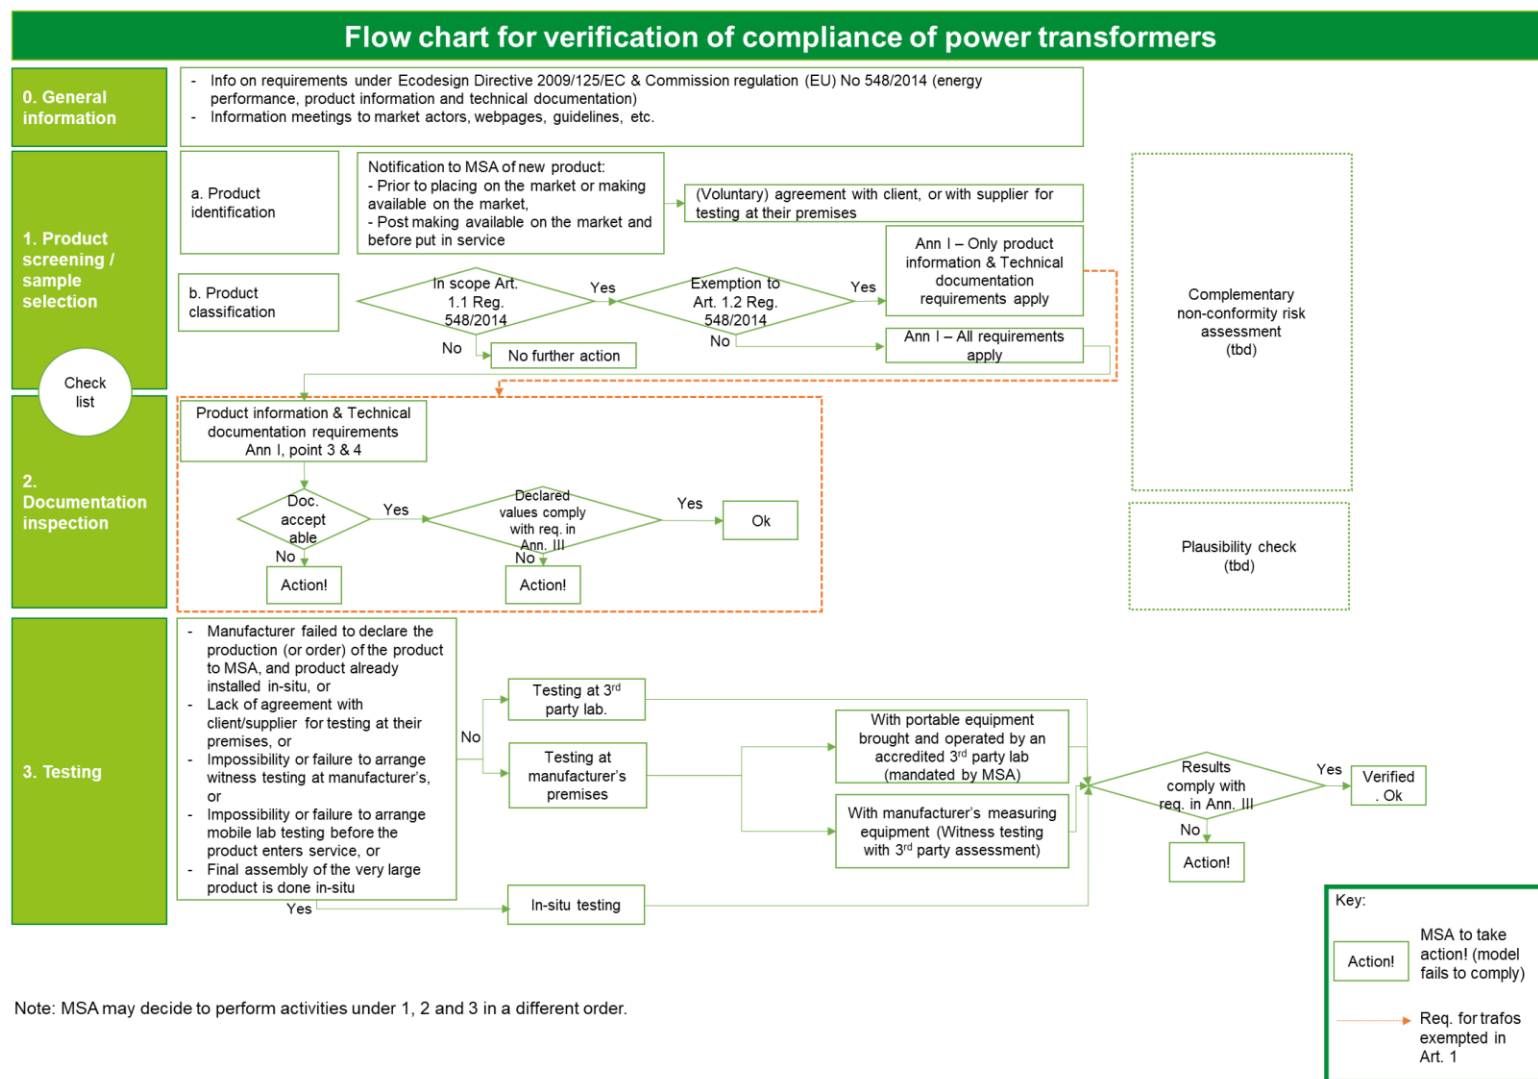 Flow chart for verification of compliance of power transformers
0. General
information
- Info on requirements under Ecodesign Directive 2009/125/EC & Commission regulation (EU) No 548/2014 (energy
performance, product information and technical documentation)
- Information meetings to market actors, webpages, guidelines, etc.
1. Product
screening /
sample
selection
a. Product
identification
Notification to MSA of new product:
- Prior to placing on the market or making
available on the market,
- Post making available on the market and
before put in service
(Voluntary) agreement with client, or with supplier for
testing at their premises
b. Product
classification
In scope Art.
1.1 Reg.
548/2014
Yes
No
No further action
Exemption to
Art. 1.2 Reg.
548/2014
Yes
No
Ann I – Only product
information & Technical
documentation
requirements apply
Ann I – All requirements
apply
Complementary
non-conformity risk
assessment
(tbd)
Check
list
2.
Documentation
inspection
Product information & Technical
documentation requirements
Ann I, point 3 & 4
Doc.
accept
able
Yes
No
Action!
Declared
values comply
with req. in
Ann. III
Yes
No
Action!
Ok
Plausibility check
(tbd)
3. Testing
- Manufacturer failed to declare the
production (or order) of the product
to MSA, and product already
installed in-situ, or
- Lack of agreement with
client/supplier for testing at their
premises, or
- Impossibility or failure to arrange
witness testing at manufacturer's,
or
- Impossibility or failure to arrange
mobile lab testing before the
product enters service, or
- Final assembly of the very large
product is done in-situ
No
Yes
Testing at 3rd
party lab.
Testing at
manufacturer's
premises
In-situ testing
With portable equipment
brought and operated by an
accredited 3rd party lab
(mandated by MSA)
With manufacturer's measuring
equipment (Witness testing
with 3rd party assessment)
Results
comply with
req. in Ann. III
Yes
Verified
. Ok
No
Action!
Key:
Action!
MSA to take
action! (model
fails to comply)
Req. for trafos
exempted in
Art. 1
Note: MSA may decide to perform activities under 1, 2 and 3 in a different order.